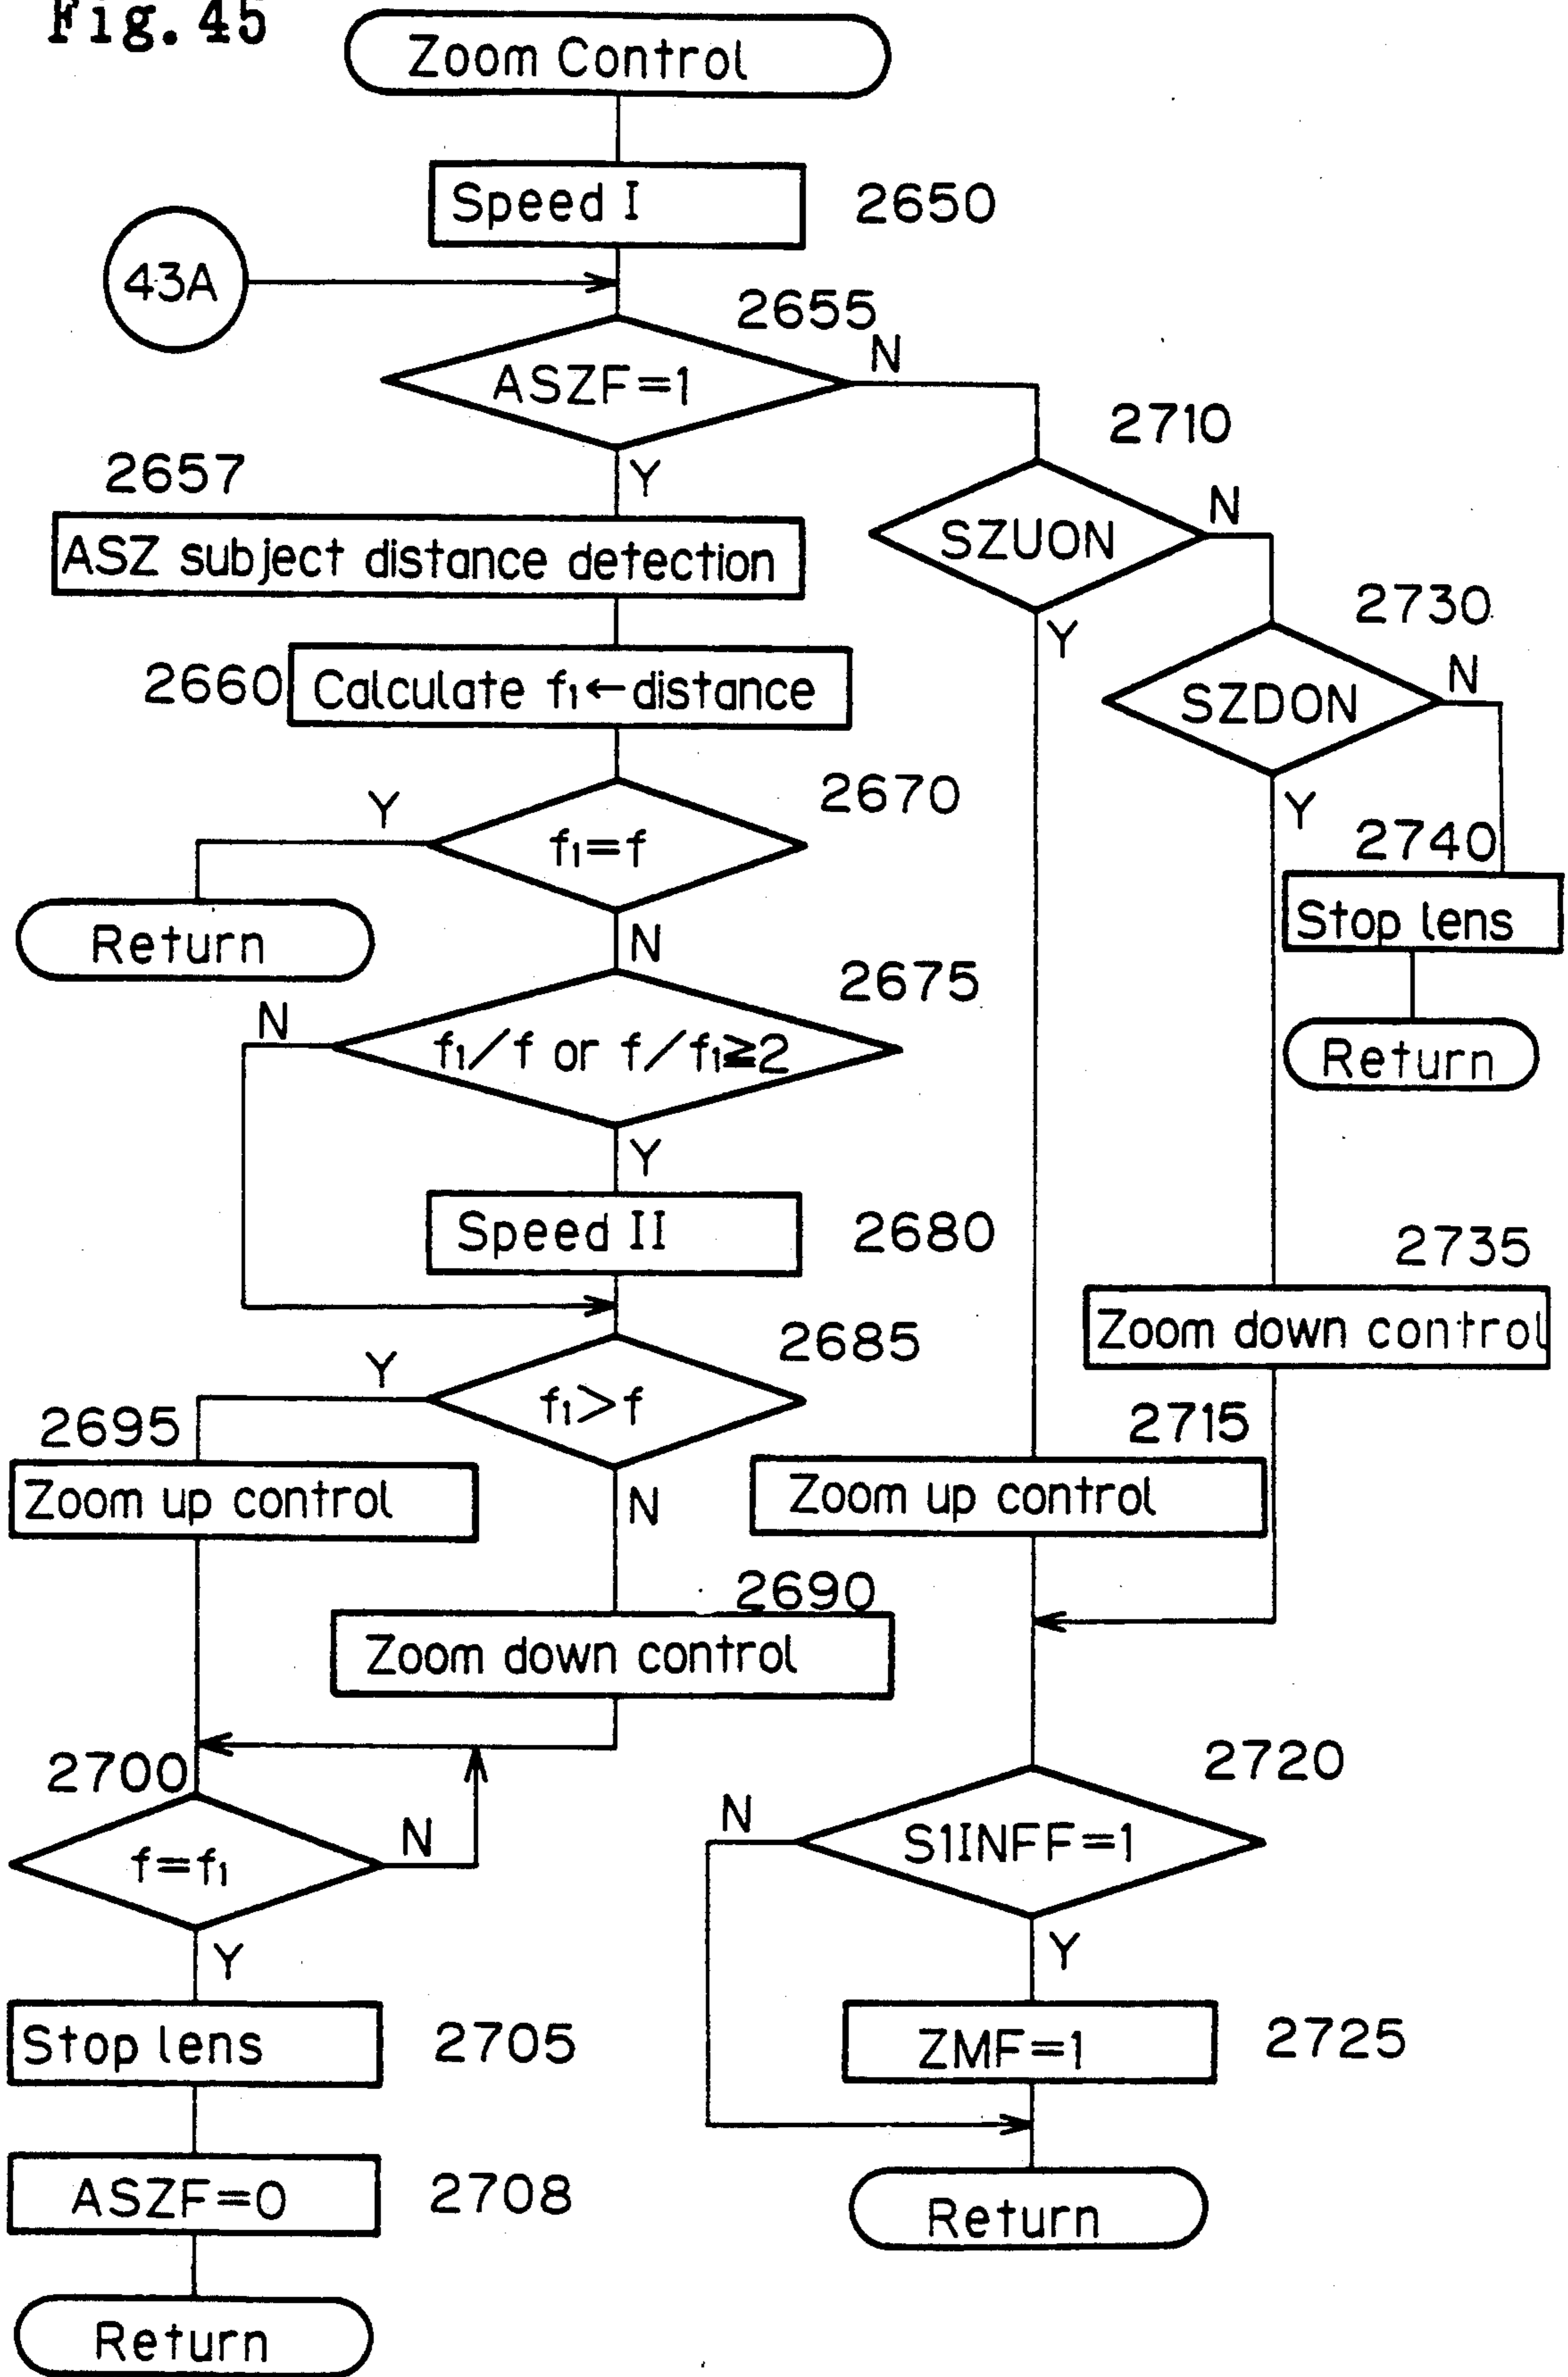 Fig. 45
Zoom Control
Speed I
2650
43A
2655
ASZF=1
N
Y
2710
2657
ASZ subject distance detection
SZUON
N
Y
2730
2660
Calculate f₁←distance
SZDON
N
Y
2670
Y
f₁=f
N
2740
Stop lens
Return
Return
2675
N
f₁/f or f/f₁≧2
Y
Speed II
2680
2735
Zoom down control
2685
Y
f₁>f
N
2695
Zoom up control
2715
Zoom up control
2690
Zoom down control
2700
f=f₁
N
Y
2720
N
S1INFF=1
Y
Stop lens
2705
ZMF=1
2725
ASZF=0
2708
Return
Return